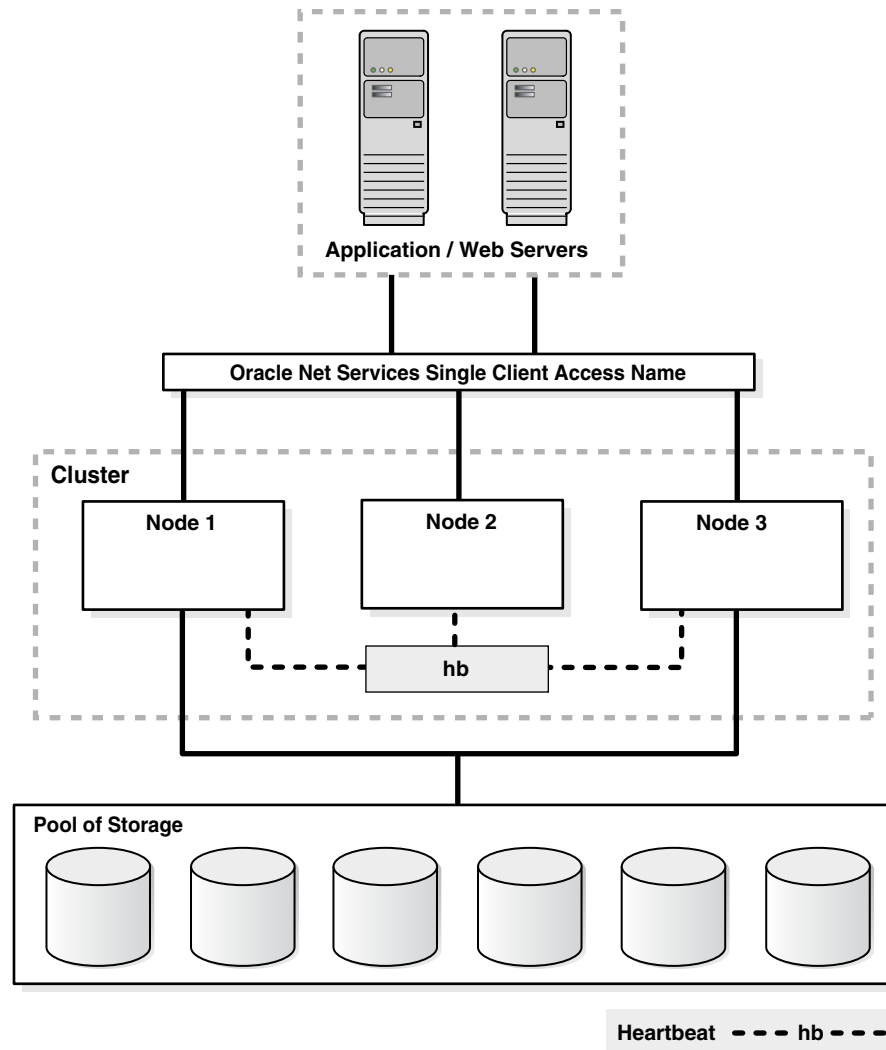 Application / Web Servers
Oracle Net Services Single Client Access Name
Cluster
Node 1
Node 2
Node 3
hb
Pool of Storage
Heartbeat hb